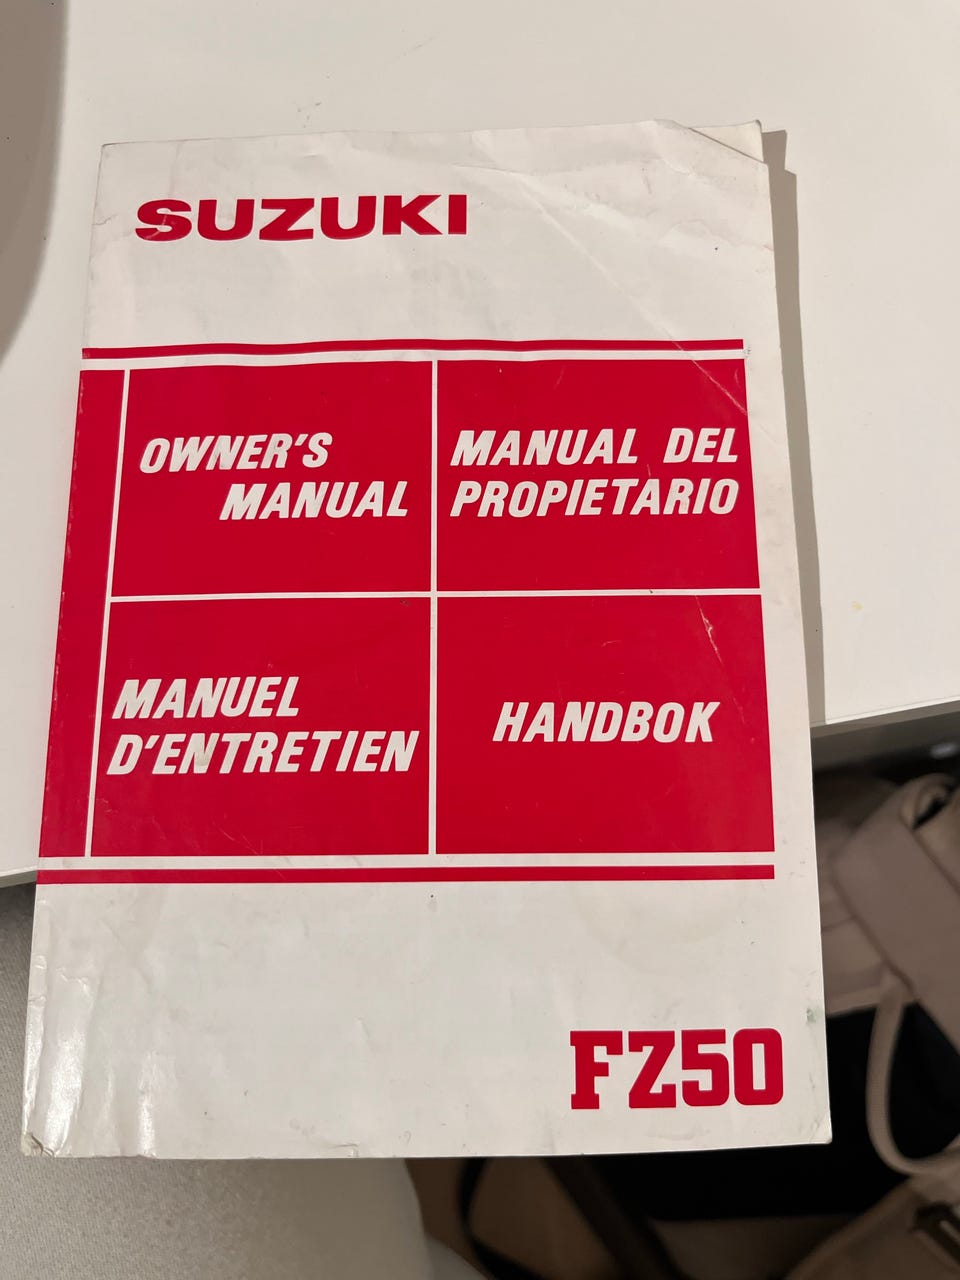 SUZUKI
OWNER'S
MANUAL
MANUAL DEL
PROPIETARIO
MANUEL
D'ENTRETIEN
HANDBOK
FZ50